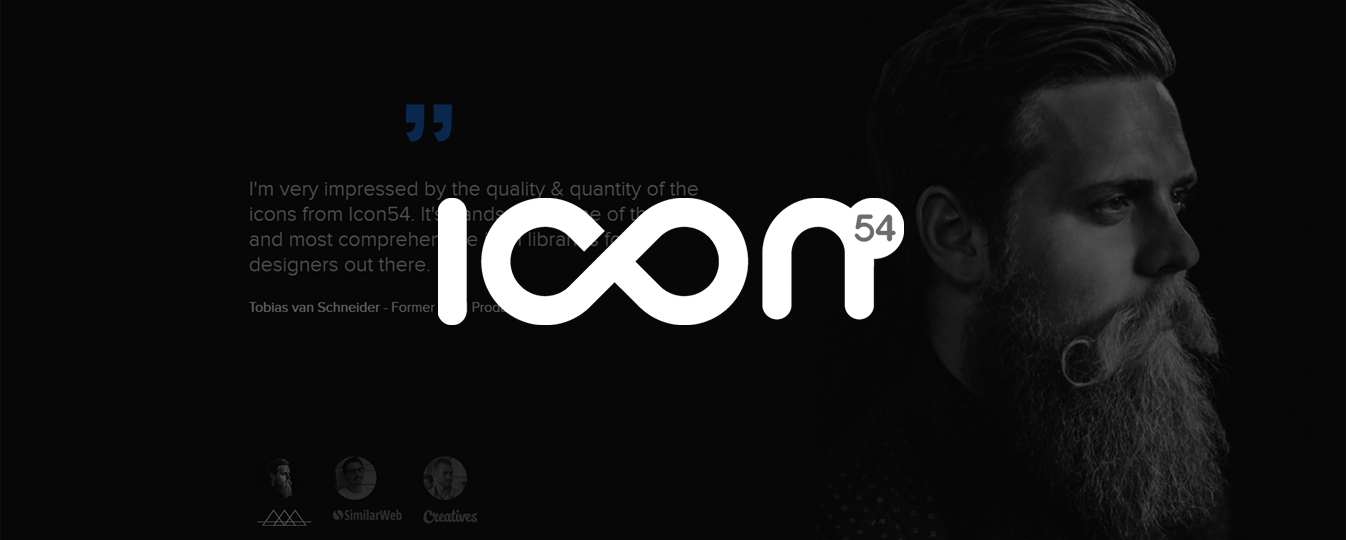 I'm very impressed by the quality & quantity of the
icons from Icon54. It's
and most
designers out there.
ICON
54
Tobias van Schneider - Former
SimilarWeb
Creatives